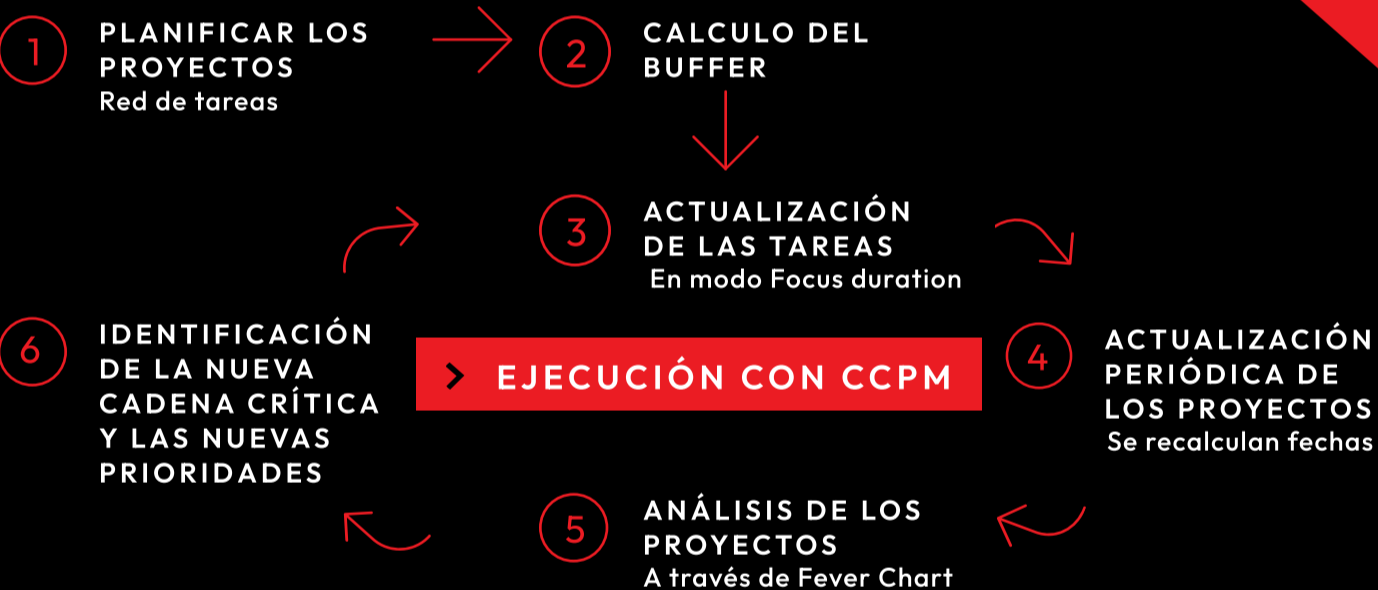 1
PLANIFICAR LOS
PROYECTOS
Red de tareas
2
CALCULO DEL
BUFFER
3
ACTUALIZACIÓN
DE LAS TAREAS
En modo Focus duration
4
ACTUALIZACIÓN
PERIÓDICA DE
LOS PROYECTOS
Se recalculan fechas
5
ANÁLISIS DE LOS
PROYECTOS
A través de Fever Chart
6
IDENTIFICACIÓN
DE LA NUEVA
CADENA CRÍTICA
Y LAS NUEVAS
PRIORIDADES
> EJECUCIÓN CON CCPM